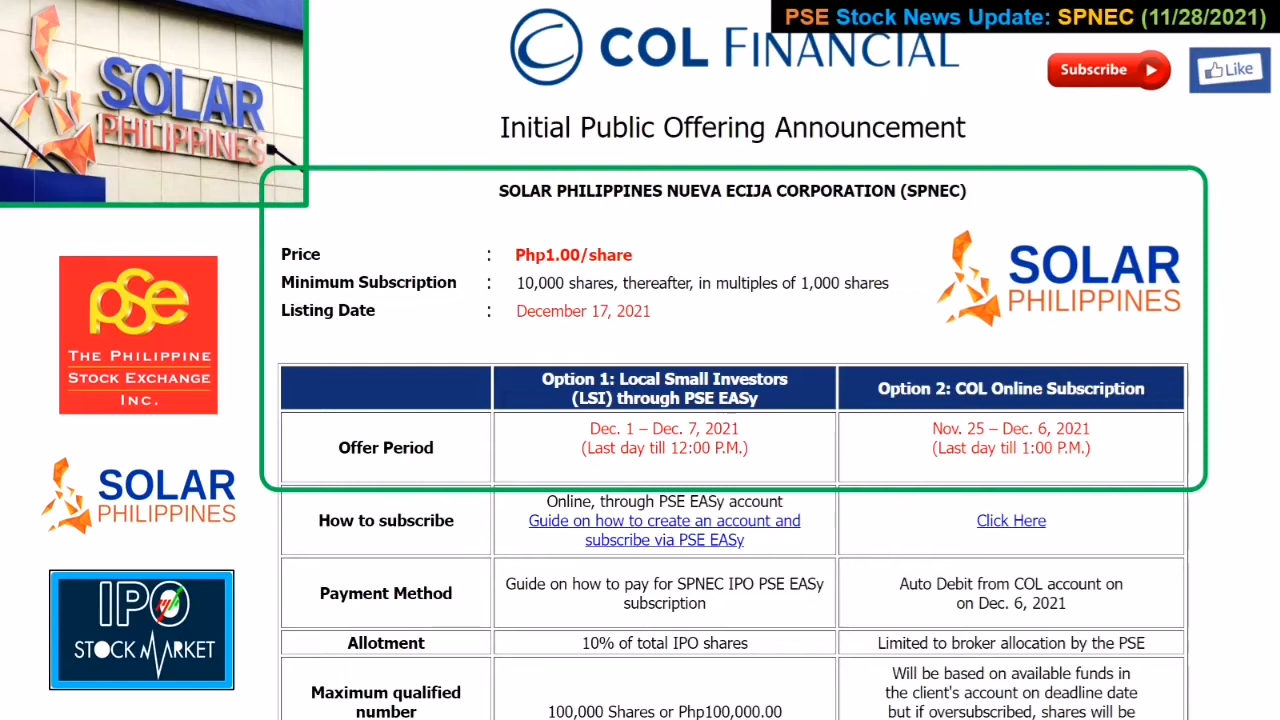 PSE Stock News Update: SPNEC (11/28/2021)
SOLAR
PHILIPPINES
COL FINANCIAL
Subscribe
Like
Initial Public Offering Announcement
SOLAR PHILIPPINES NUEVA ECIJA CORPORATION (SPNEC)
Price : Php1.00/share
Minimum Subscription : 10,000 shares, thereafter, in multiples of 1,000 shares
Listing Date : December 17, 2021
SOLAR
PHILIPPINES
pse
THE PHILIPPINE
STOCK EXCHANGE
INC.
SOLAR
PHILIPPINES
IPO
STOCK MARKET
Option 1: Local Small Investors
(LSI) through PSE EASy
Option 2: COL Online Subscription
Offer Period
Dec. 1 – Dec. 7, 2021
(Last day till 12:00 P.M.)
Nov. 25 – Dec. 6, 2021
(Last day till 1:00 P.M.)
How to subscribe
Online, through PSE EASy account
Guide on how to create an account and
subscribe via PSE EASy
Click Here
Payment Method
Guide on how to pay for SPNEC IPO PSE EASy
subscription
Auto Debit from COL account on
on Dec. 6, 2021
Allotment
10% of total IPO shares
Limited to broker allocation by the PSE
Maximum qualified
number
100,000 Shares or Php100,000.00
Will be based on available funds in
the client's account on deadline date
but if oversubscribed, shares will be